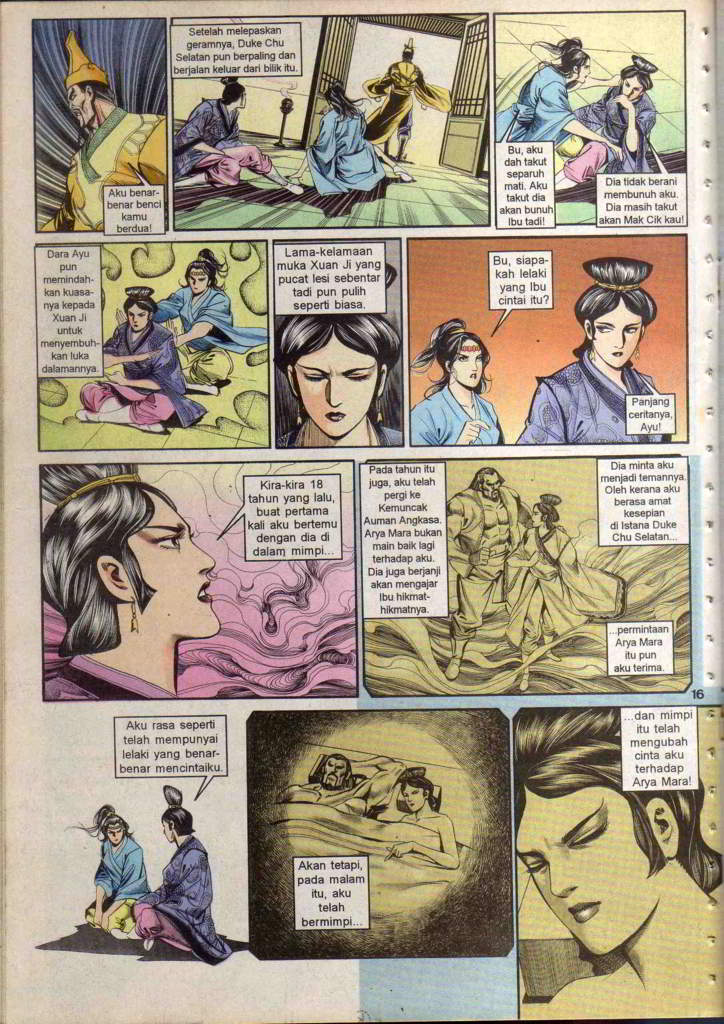 Aku benar-
benar benci
kamu
berdua!
Setelah melepaskan
geramnya, Duke Chu
Selatan pun berpaling dan
berjalan keluar dari bilik itu.
Bu, aku
dah takut
separuh
mati. Aku
takut dia
akan bunuh
Ibu tadi!
Dia tidak berani
membunuh aku.
Dia masih takut
akan Mak Cik kau!
Dara Ayu
pun
memindah-
kan kuasa-
nya kepada
Xuan Ji
untuk
menyembuh-
kan luka
dalamannya.
Lama-kelamaan
muka Xuan Ji yang
pucat lesi sebentar
tadi pun pulih
seperti biasa.
Bu, siapa-
kah lelaki
yang Ibu
cintai itu?
Panjang
ceritanya,
Ayu!
Kira-kira 18
tahun yang lalu,
buat pertama
kali aku bertemu
dengan dia di
dalam mimpi...
Pada tahun itu
juga, aku telah
pergi ke
Kemuncak
Auman Angkasa.
Arya Mara bukan
main baik lagi
terhadap aku.
Dia juga berjanji
akan mengajar
Ibu hikmat-
hikmatnya.
Dia minta aku
menjadi temannya.
Oleh kerana aku
berasa amat
kesepian
di Istana Duke
Chu Selatan...
...permintaan
Arya Mara
itu pun
aku terima.
16
Aku rasa seperti
telah mempunyai
lelaki yang benar-
benar mencintaiku.
Akan tetapi,
pada malam
itu, aku
telah
bermimpi...
...dan mimpi
itu telah
mengubah
cinta aku
terhadap
Arya Mara!